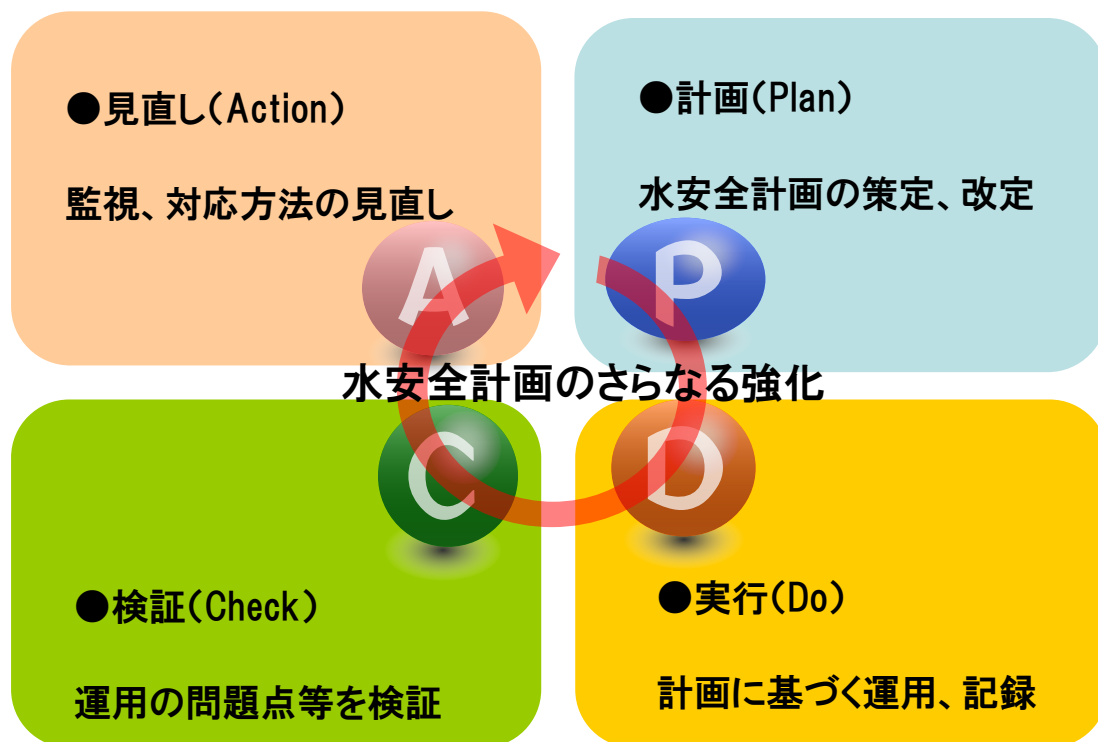 ●見直し(Action)
監視、対応方法の見直し
●計画(Plan)
水安全計画の策定、改定
A
P
水安全計画のさらなる強化
C
D
●検証(Check)
運用の問題点等を検証
●実行(Do)
計画に基づく運用、記録